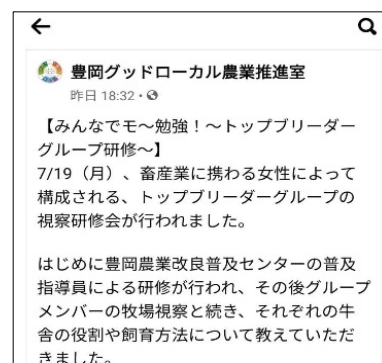 豊岡グッドローカル農業推進室
昨日 18:32・
【みんなでモ～勉強！～トップブリーダー
グループ研修～】
7/19（月）、畜産業に携わる女性によって
構成される、トップブリーダーグループの
視察研修会が行われました。
はじめに豊岡農業改良普及センターの普及
指導員による研修が行われ、その後グループ
メンバーの牧場視察と続き、それぞれの牛
舎の役割や飼育方法について教えていただ
きました。